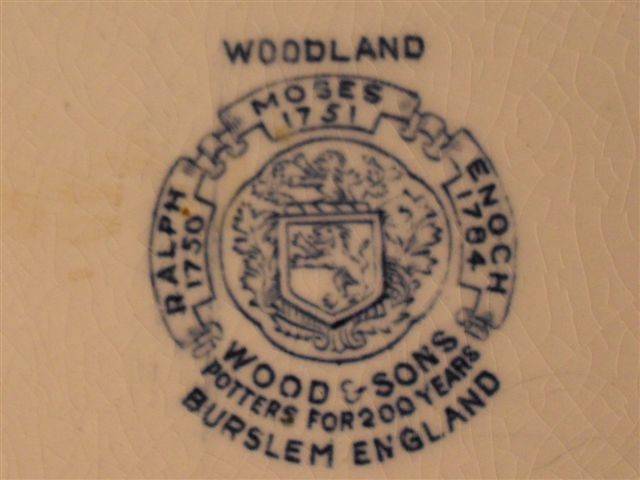 WOODLAND
MOSES
1751
RALPH
1750
ENOCH
1784
WOOD & SONS
POTTERS FOR 200 YEARS
BURSLEM ENGLAND